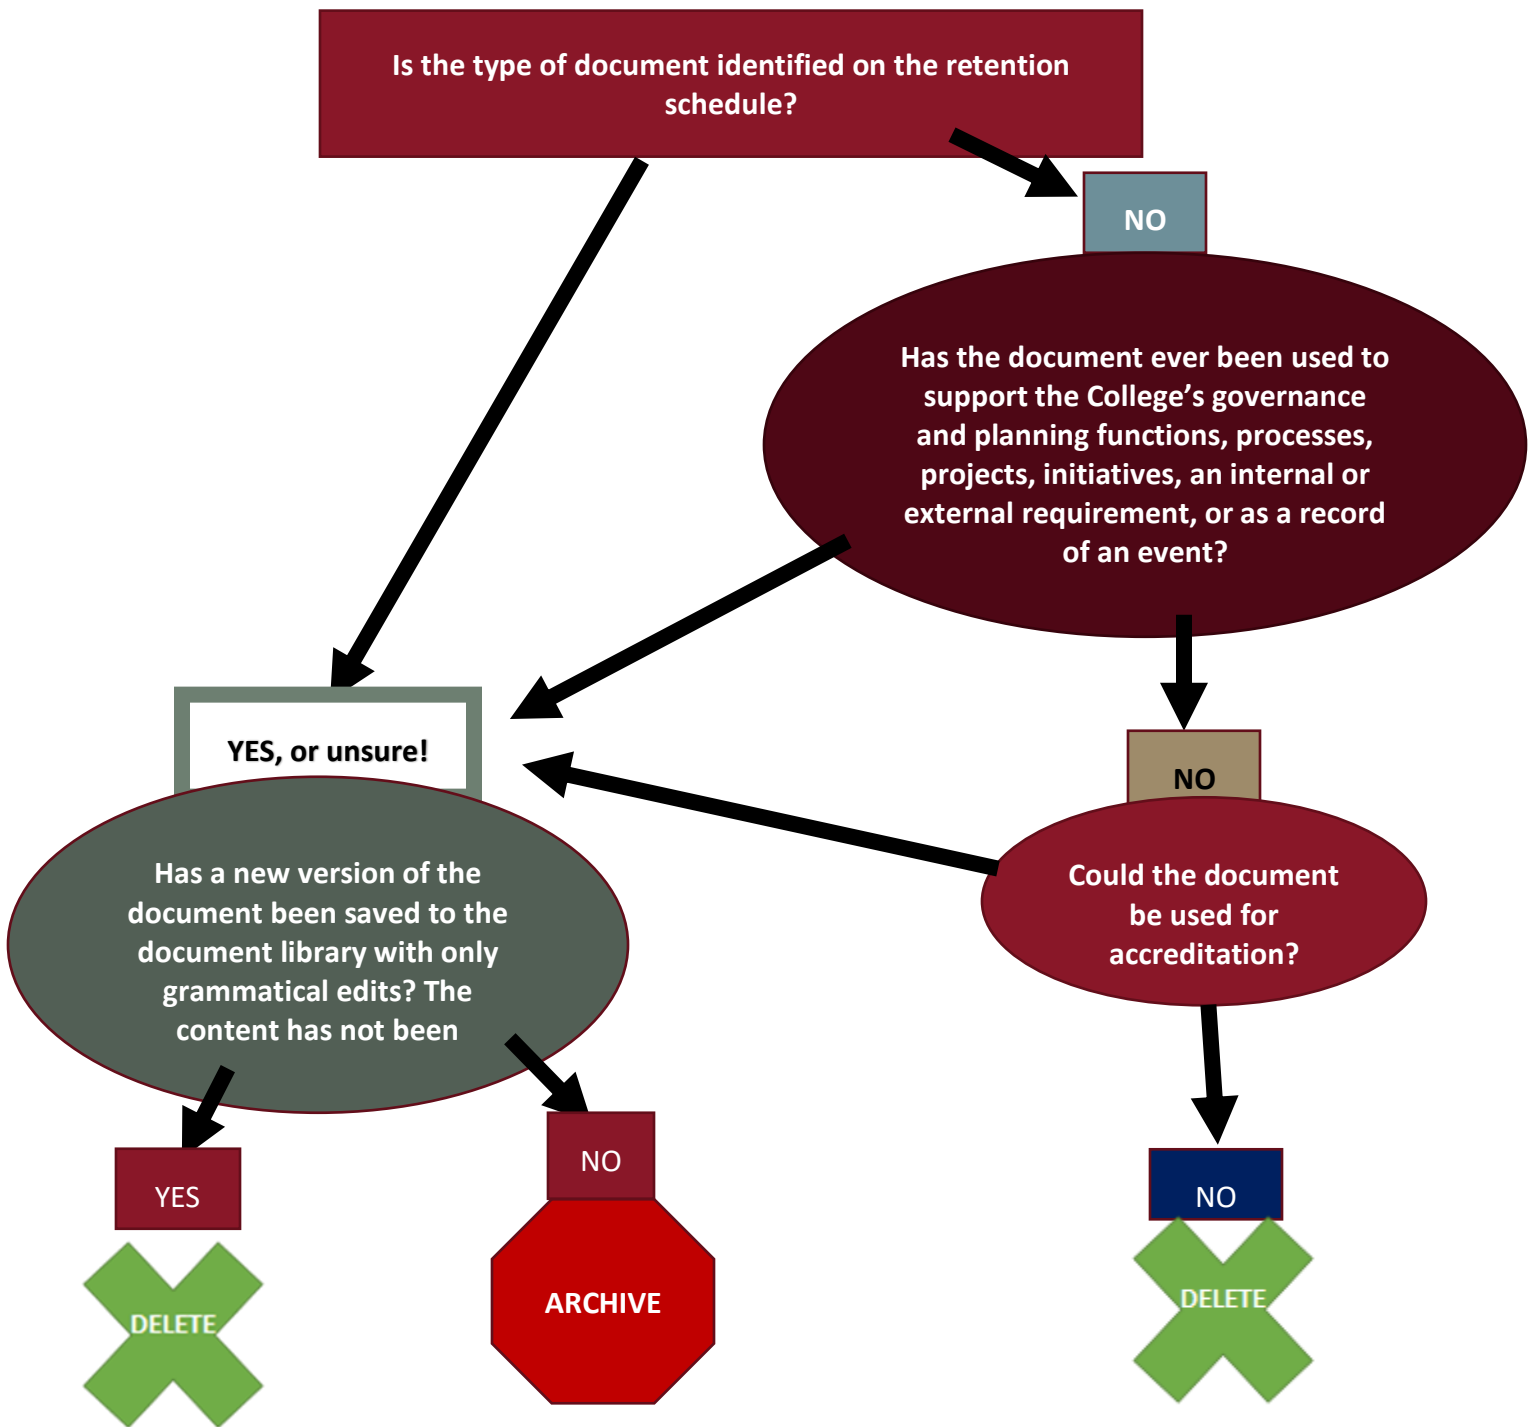 Is the type of document identified on the retention
schedule?
NO
Has the document ever been used to
support the College’s governance
and planning functions, processes,
projects, initiatives, an internal or
external requirement, or as a record
of an event?
YES, or unsure!
NO
Has a new version of the
document been saved to the
document library with only
grammatical edits? The
content has not been
Could the document
be used for
accreditation?
YES
NO
NO
DELETE
ARCHIVE
DELETE